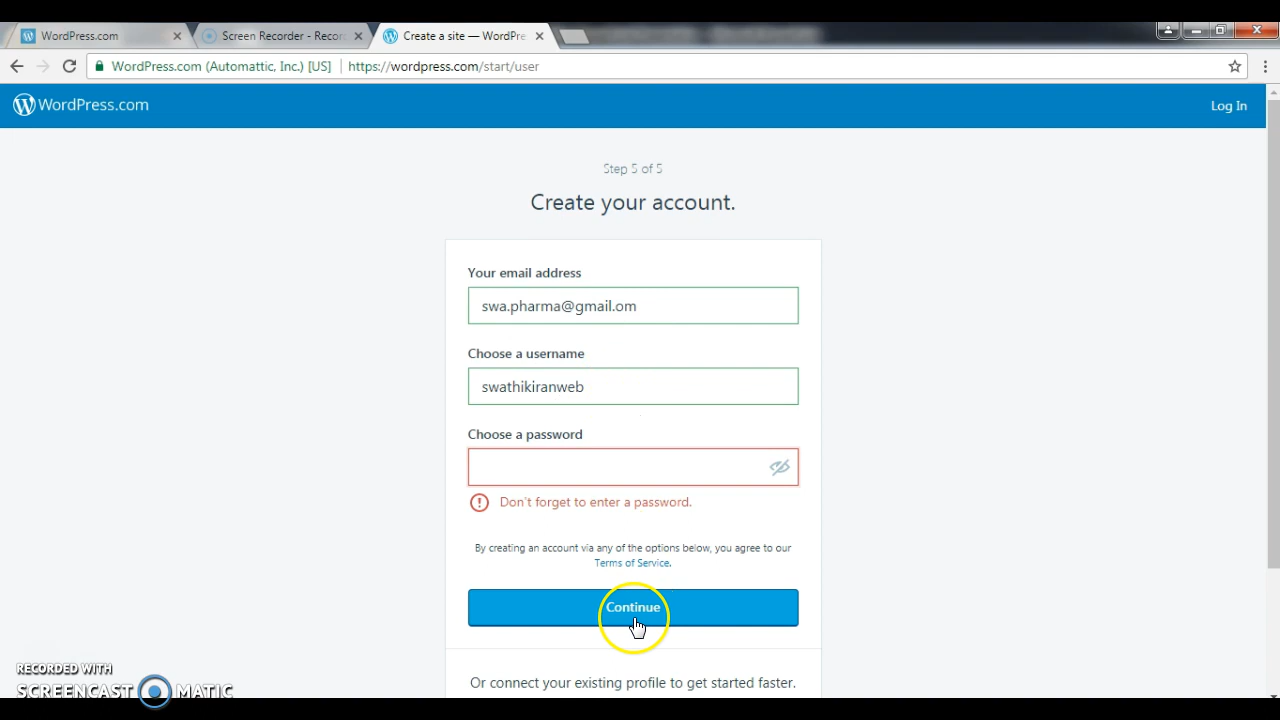 WordPress.com
Screen Recorder - Recor
Create a site — WordPre
WordPress.com (Automattic, Inc.) [US]
https://wordpress.com/start/user
WordPress.com
Log In
Step 5 of 5
Create your account.
Your email address
swa.pharma@gmail.om
Choose a username
swathikiranweb
Choose a password
Don't forget to enter a password.
By creating an account via any of the options below, you agree to our
Terms of Service.
Continue
Or connect your existing profile to get started faster.
RECORDED WITH
SCREENCAST MATIC